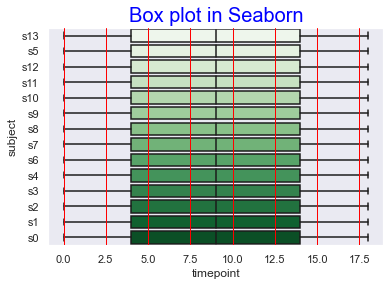 Box plot in Seaborn
s13
s5
s12
s11
s10
s9
s8
s7
s6
s4
s3
s2
s1
s0
subject
0.0 2.5 5.0 7.5 10.0 12.5 15.0 17.5
timepoint